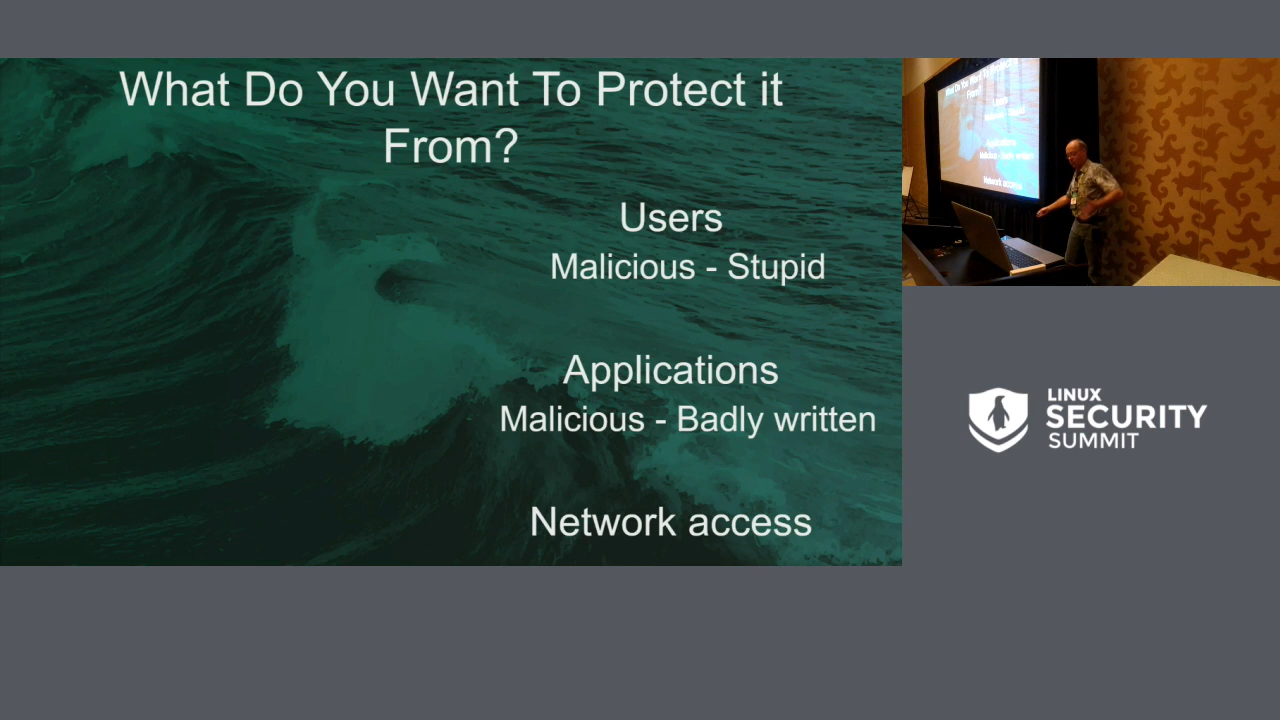 What Do You Want To Protect it
From?
Users
Malicious - Stupid
Applications
Malicious - Badly written
Network access
LINUX
SECURITY
SUMMIT